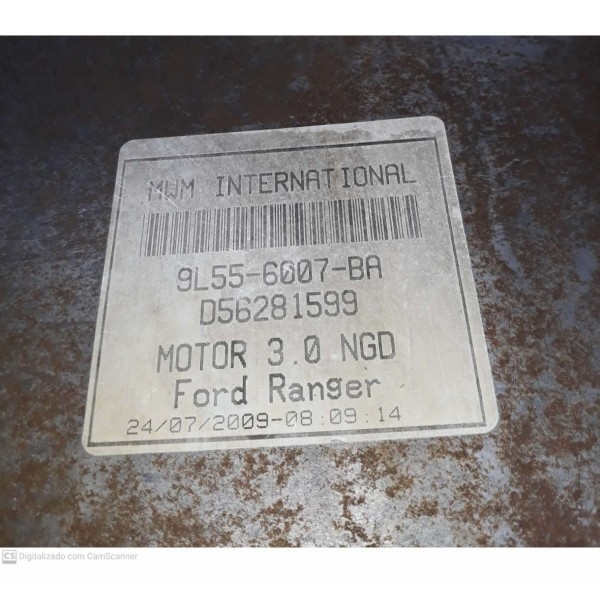 MWM INTERNATIONAL
9L55-6007-BA
D56281599
MOTOR 3.0 NGD
Ford Ranger
24/07/2009-08:09:14
CS Digitalizado com CamScanner